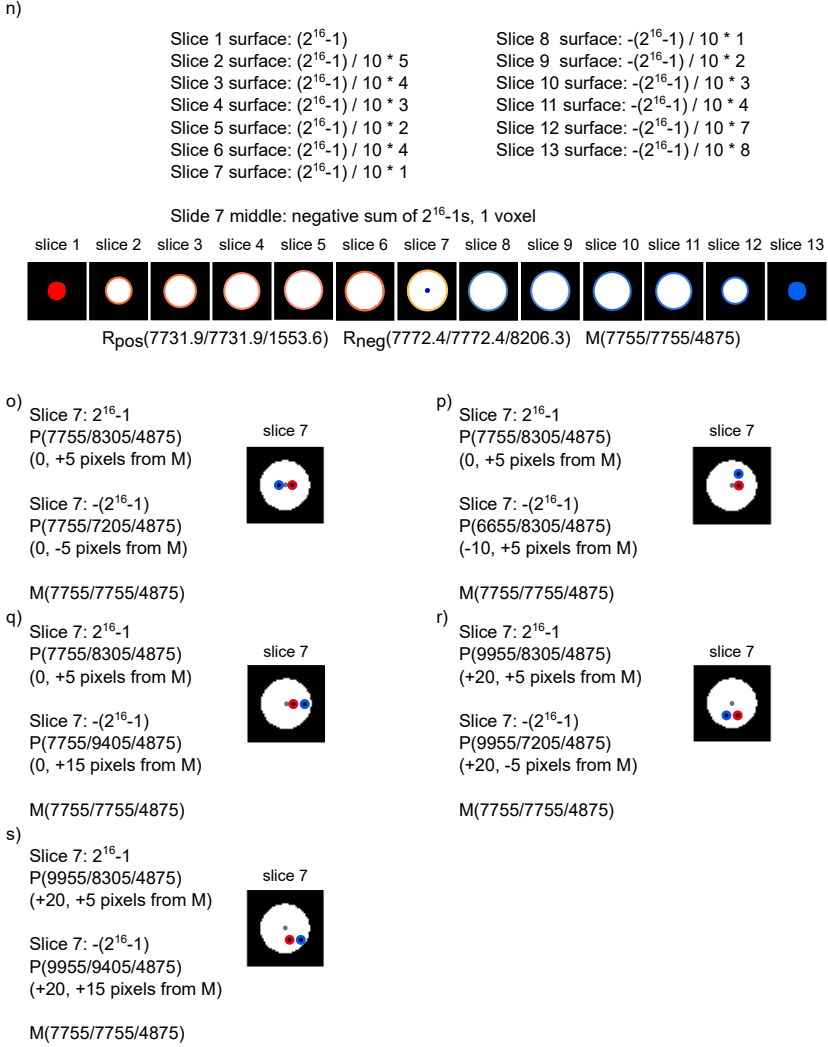 n)
Slice 1 surface: (2¹⁶-1)
Slice 2 surface: (2¹⁶-1) / 10 * 5
Slice 3 surface: (2¹⁶-1) / 10 * 4
Slice 4 surface: (2¹⁶-1) / 10 * 3
Slice 5 surface: (2¹⁶-1) / 10 * 2
Slice 6 surface: (2¹⁶-1) / 10 * 4
Slice 7 surface: (2¹⁶-1) / 10 * 1
Slice 8 surface: -(2¹⁶-1) / 10 * 1
Slice 9 surface: -(2¹⁶-1) / 10 * 2
Slice 10 surface: -(2¹⁶-1) / 10 * 3
Slice 11 surface: -(2¹⁶-1) / 10 * 4
Slice 12 surface: -(2¹⁶-1) / 10 * 7
Slice 13 surface: -(2¹⁶-1) / 10 * 8
Slide 7 middle: negative sum of 2¹⁶-1s, 1 voxel
slice 1 slice 2 slice 3 slice 4 slice 5 slice 6 slice 7 slice 8 slice 9 slice 10 slice 11 slice 12 slice 13
Rpos(7731.9/7731.9/1553.6) Rneg(7772.4/7772.4/8206.3) M(7755/7755/4875)
o)
Slice 7: 2¹⁶-1
P(7755/8305/4875)
(0, +5 pixels from M)
Slice 7: -(2¹⁶-1)
P(7755/7205/4875)
(0, -5 pixels from M)
M(7755/7755/4875)
slice 7
p)
Slice 7: 2¹⁶-1
P(7755/8305/4875)
(0, +5 pixels from M)
Slice 7: -(2¹⁶-1)
P(6655/8305/4875)
(-10, +5 pixels from M)
M(7755/7755/4875)
slice 7
q)
Slice 7: 2¹⁶-1
P(7755/8305/4875)
(0, +5 pixels from M)
Slice 7: -(2¹⁶-1)
P(7755/9405/4875)
(0, +15 pixels from M)
M(7755/7755/4875)
slice 7
r)
Slice 7: 2¹⁶-1
P(9955/8305/4875)
(+20, +5 pixels from M)
Slice 7: -(2¹⁶-1)
P(9955/7205/4875)
(+20, -5 pixels from M)
M(7755/7755/4875)
slice 7
s)
Slice 7: 2¹⁶-1
P(9955/8305/4875)
(+20, +5 pixels from M)
Slice 7: -(2¹⁶-1)
P(9955/9405/4875)
(+20, +15 pixels from M)
M(7755/7755/4875)
slice 7